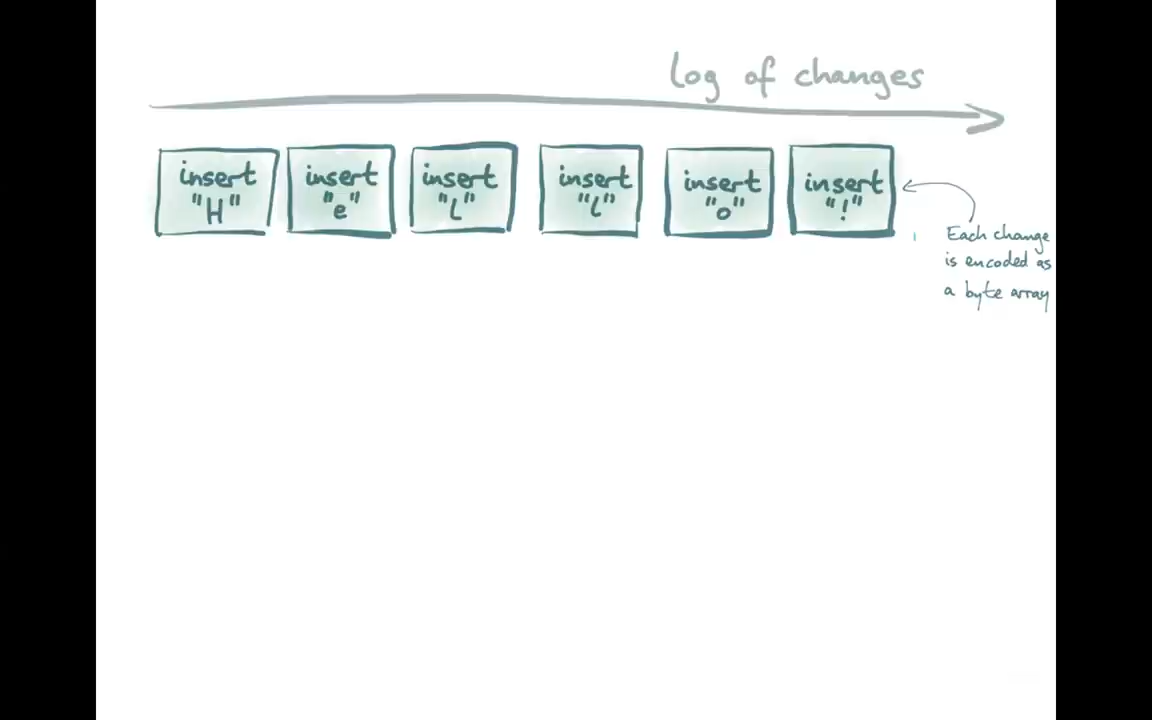 log of changes
insert
"H"
insert
"e"
insert
"L"
insert
"l"
insert
"o"
insert
"!"
Each change
is encoded as
a byte array